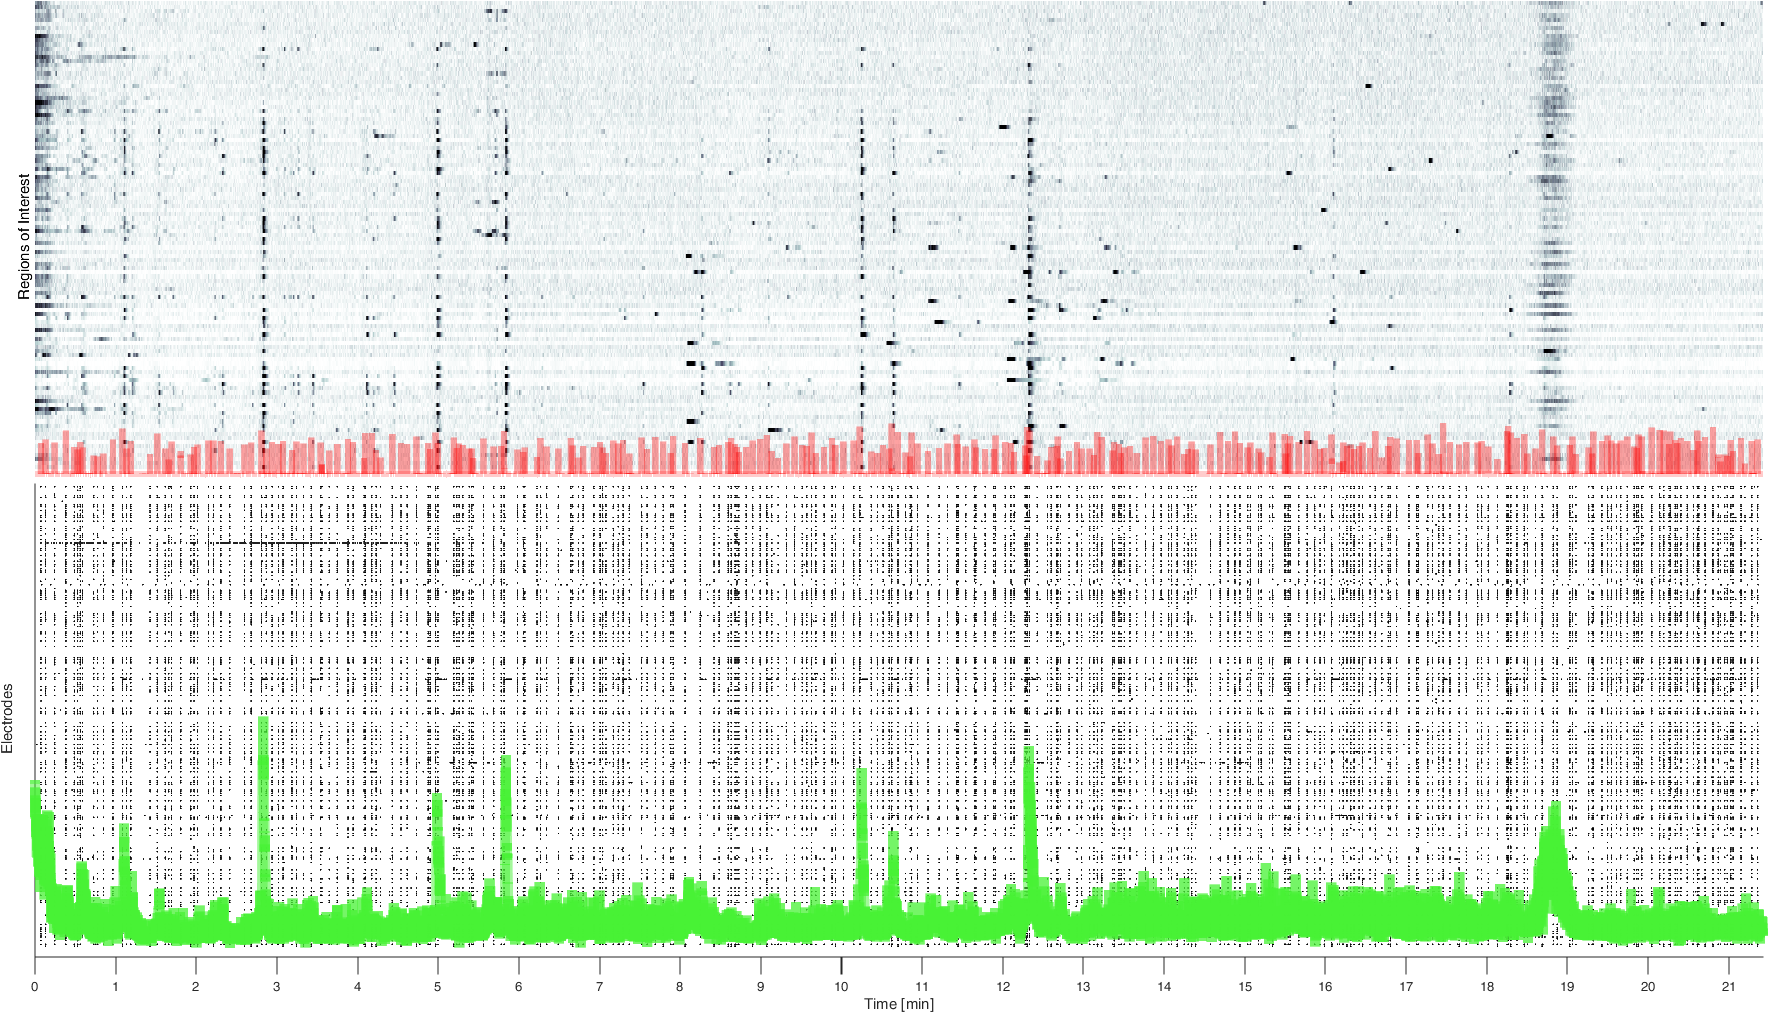 Regions of Interest
Electrodes
0 1 2 3 4 5 6 7 8 9 10 11 12 13 14 15 16 17 18 19 20 21
Time [min]